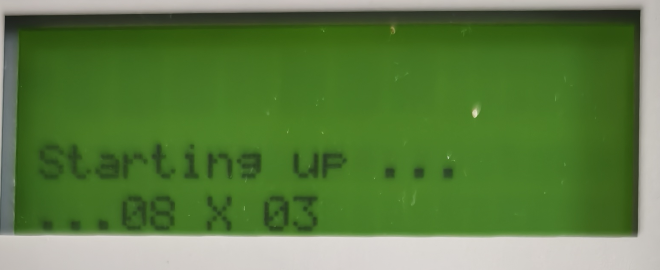 Starting up ...
...08 X 03